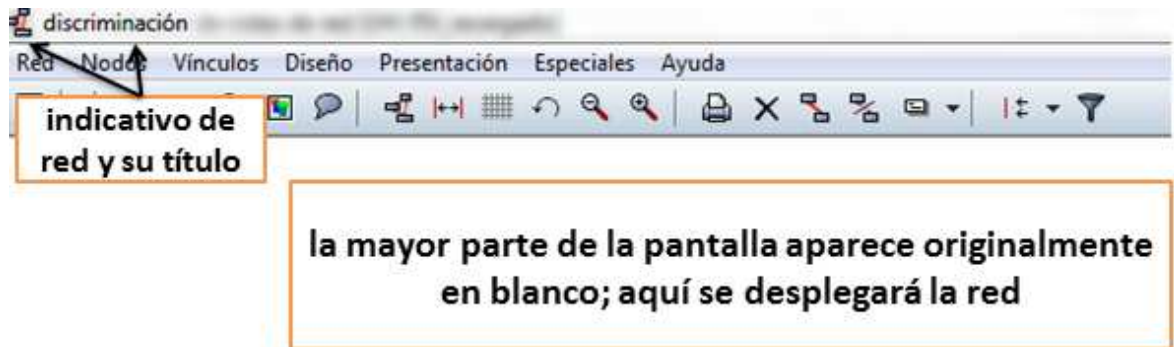 discriminación
Red Nodos Vínculos Diseño Presentación Especiales Ayuda
indicativo de
red y su título
la mayor parte de la pantalla aparece originalmente
en blanco; aquí se desplegará la red